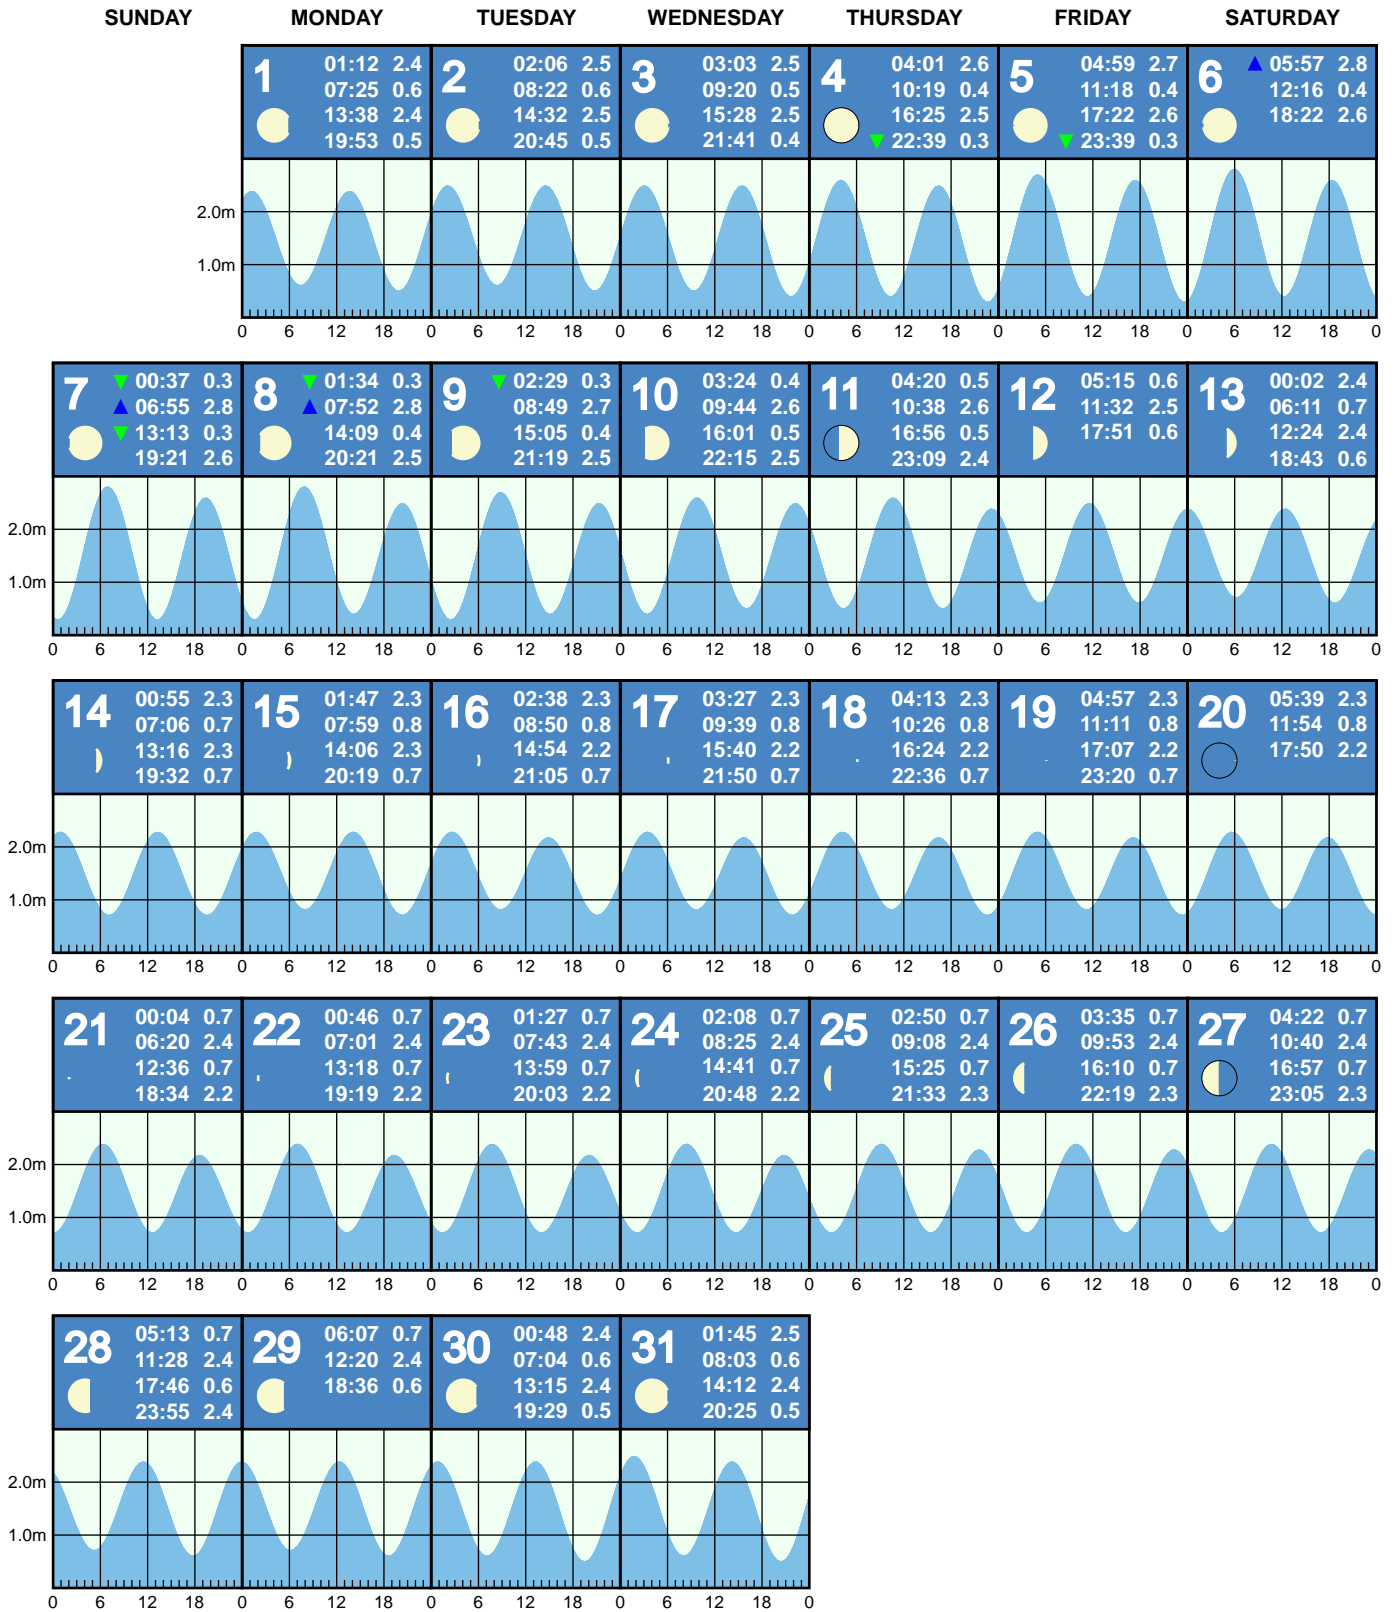 SUNDAY MONDAY TUESDAY WEDNESDAY THURSDAY FRIDAY SATURDAY
1 01:12 2.4
07:25 0.6
13:38 2.4
19:53 0.5
2 02:06 2.5
08:22 0.6
14:32 2.5
20:45 0.5
3 03:03 2.5
09:20 0.5
15:28 2.5
21:41 0.4
4 04:01 2.6
10:19 0.4
16:25 2.5
22:39 0.3
5 04:59 2.7
11:18 0.4
17:22 2.6
23:39 0.3
6 05:57 2.8
12:16 0.4
18:22 2.6
2.0m
1.0m
0 6 12 18 0 6 12 18 0 6 12 18 0 6 12 18 0 6 12 18 0 6 12 18 0
7 00:37 0.3
06:55 2.8
13:13 0.3
19:21 2.6
8 01:34 0.3
07:52 2.8
14:09 0.4
20:21 2.5
9 02:29 0.3
08:49 2.7
15:05 0.4
21:19 2.5
10 03:24 0.4
09:44 2.6
16:01 0.5
22:15 2.5
11 04:20 0.5
10:38 2.6
16:56 0.5
23:09 2.4
12 05:15 0.6
11:32 2.5
17:51 0.6
13 00:02 2.4
06:11 0.7
12:24 2.4
18:43 0.6
2.0m
1.0m
0 6 12 18 0 6 12 18 0 6 12 18 0 6 12 18 0 6 12 18 0 6 12 18 0 6 12 18 0
14 00:55 2.3
07:06 0.7
13:16 2.3
19:32 0.7
15 01:47 2.3
07:59 0.8
14:06 2.3
20:19 0.7
16 02:38 2.3
08:50 0.8
14:54 2.2
21:05 0.7
17 03:27 2.3
09:39 0.8
15:40 2.2
21:50 0.7
18 04:13 2.3
10:26 0.8
16:24 2.2
22:36 0.7
19 04:57 2.3
11:11 0.8
17:07 2.2
23:20 0.7
20 05:39 2.3
11:54 0.8
17:50 2.2
2.0m
1.0m
0 6 12 18 0 6 12 18 0 6 12 18 0 6 12 18 0 6 12 18 0 6 12 18 0 6 12 18 0
21 00:04 0.7
06:20 2.4
12:36 0.7
18:34 2.2
22 00:46 0.7
07:01 2.4
13:18 0.7
19:19 2.2
23 01:27 0.7
07:43 2.4
13:59 0.7
20:03 2.2
24 02:08 0.7
08:25 2.4
14:41 0.7
20:48 2.2
25 02:50 0.7
09:08 2.4
15:25 0.7
21:33 2.3
26 03:35 0.7
09:53 2.4
16:10 0.7
22:19 2.3
27 04:22 0.7
10:40 2.4
16:57 0.7
23:05 2.3
2.0m
1.0m
0 6 12 18 0 6 12 18 0 6 12 18 0 6 12 18 0 6 12 18 0 6 12 18 0 6 12 18 0
28 05:13 0.7
11:28 2.4
17:46 0.6
23:55 2.4
29 06:07 0.7
12:20 2.4
18:36 0.6
30 00:48 2.4
07:04 0.6
13:15 2.4
19:29 0.5
31 01:45 2.5
08:03 0.6
14:12 2.4
20:25 0.5
2.0m
1.0m
0 6 12 18 0 6 12 18 0 6 12 18 0 6 12 18 0